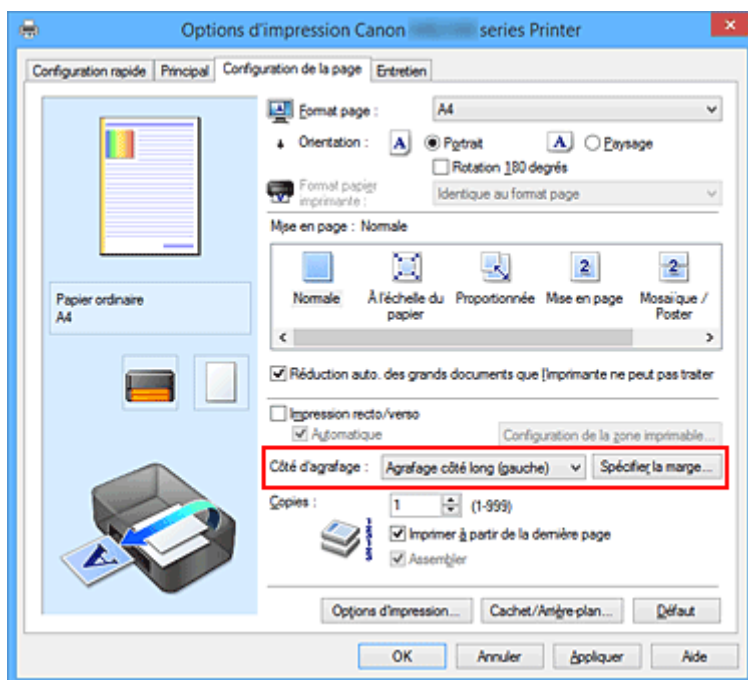 Options d'impression Canon series Printer
Configuration rapide Principal Configuration de la page Entretien
Format page : A4
Orientation : A Portrait A Paysage
Rotation 180 degrés
Format papier imprimante : Identique au format page
Mise en page : Normale
Normale À l'échelle du papier Proportionnée 2 Mise en page 2 Mosaïque / Poster
Papier ordinaire
A4
Réduction auto. des grands documents que l'imprimante ne peut pas traiter
Impression recto/verso
Automatique Configuration de la zone imprimable...
Côté d'agrafage : Agrafage côté long (gauche) Spécifier la marge...
Copies : 1 (1-999)
Imprimer à partir de la dernière page
Assembler
A
Options d'impression... Cachet/Arrière-plan... Défaut
OK Annuler Appliquer Aide